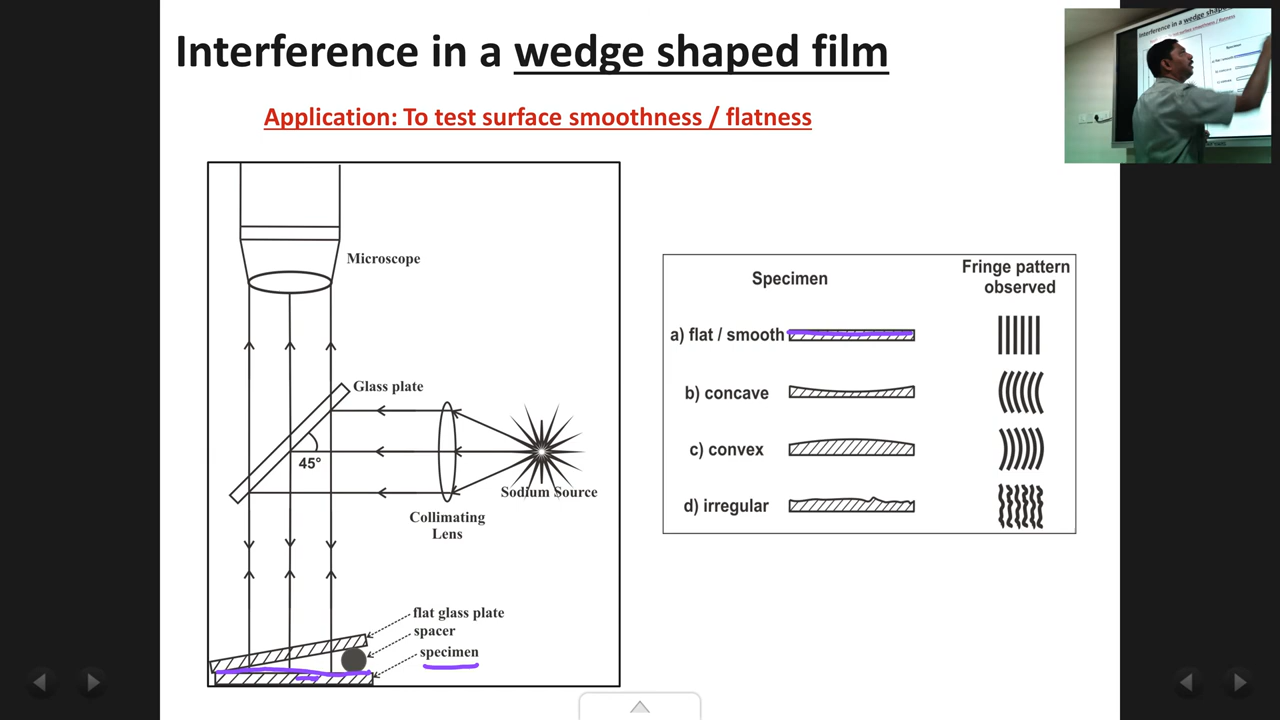 Interference in a wedge shaped film
Application: To test surface smoothness / flatness
Microscope
Glass plate
45°
Sodium Source
Collimating
Lens
flat glass plate
spacer
specimen
Specimen
Fringe pattern
observed
a) flat / smooth
b) concave
c) convex
d) irregular